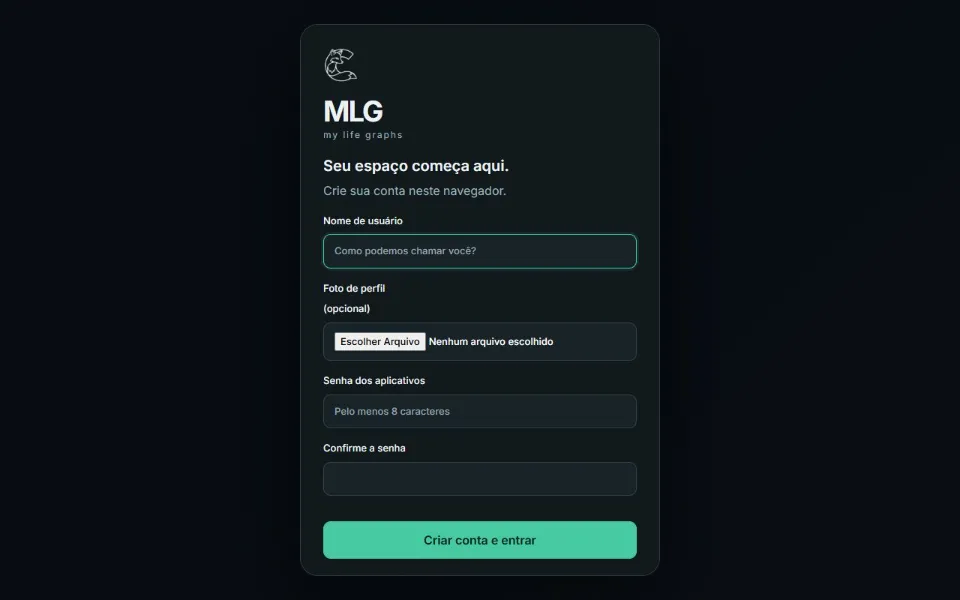 MLG
my life graphs
Seu espaço começa aqui.
Crie sua conta neste navegador.
Nome de usuário
Como podemos chamar você?
Foto de perfil
(opcional)
Escolher Arquivo Nenhum arquivo escolhido
Senha dos aplicativos
Pelo menos 8 caracteres
Confirme a senha
Criar conta e entrar